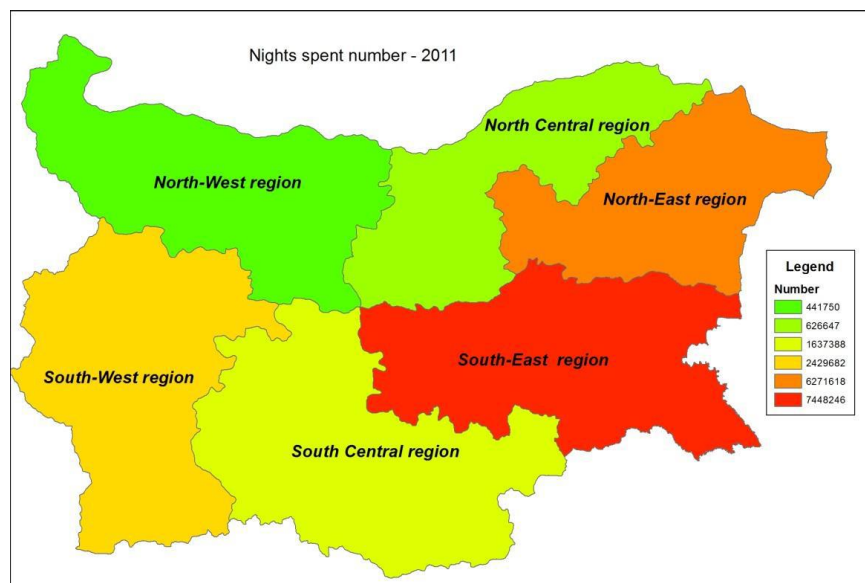 Nights spent number - 2011
North Central region
North-West region
North-East region
South-West region
South-East region
South Central region
Legend
Number
441750
626647
1637388
2429682
6271618
7448246